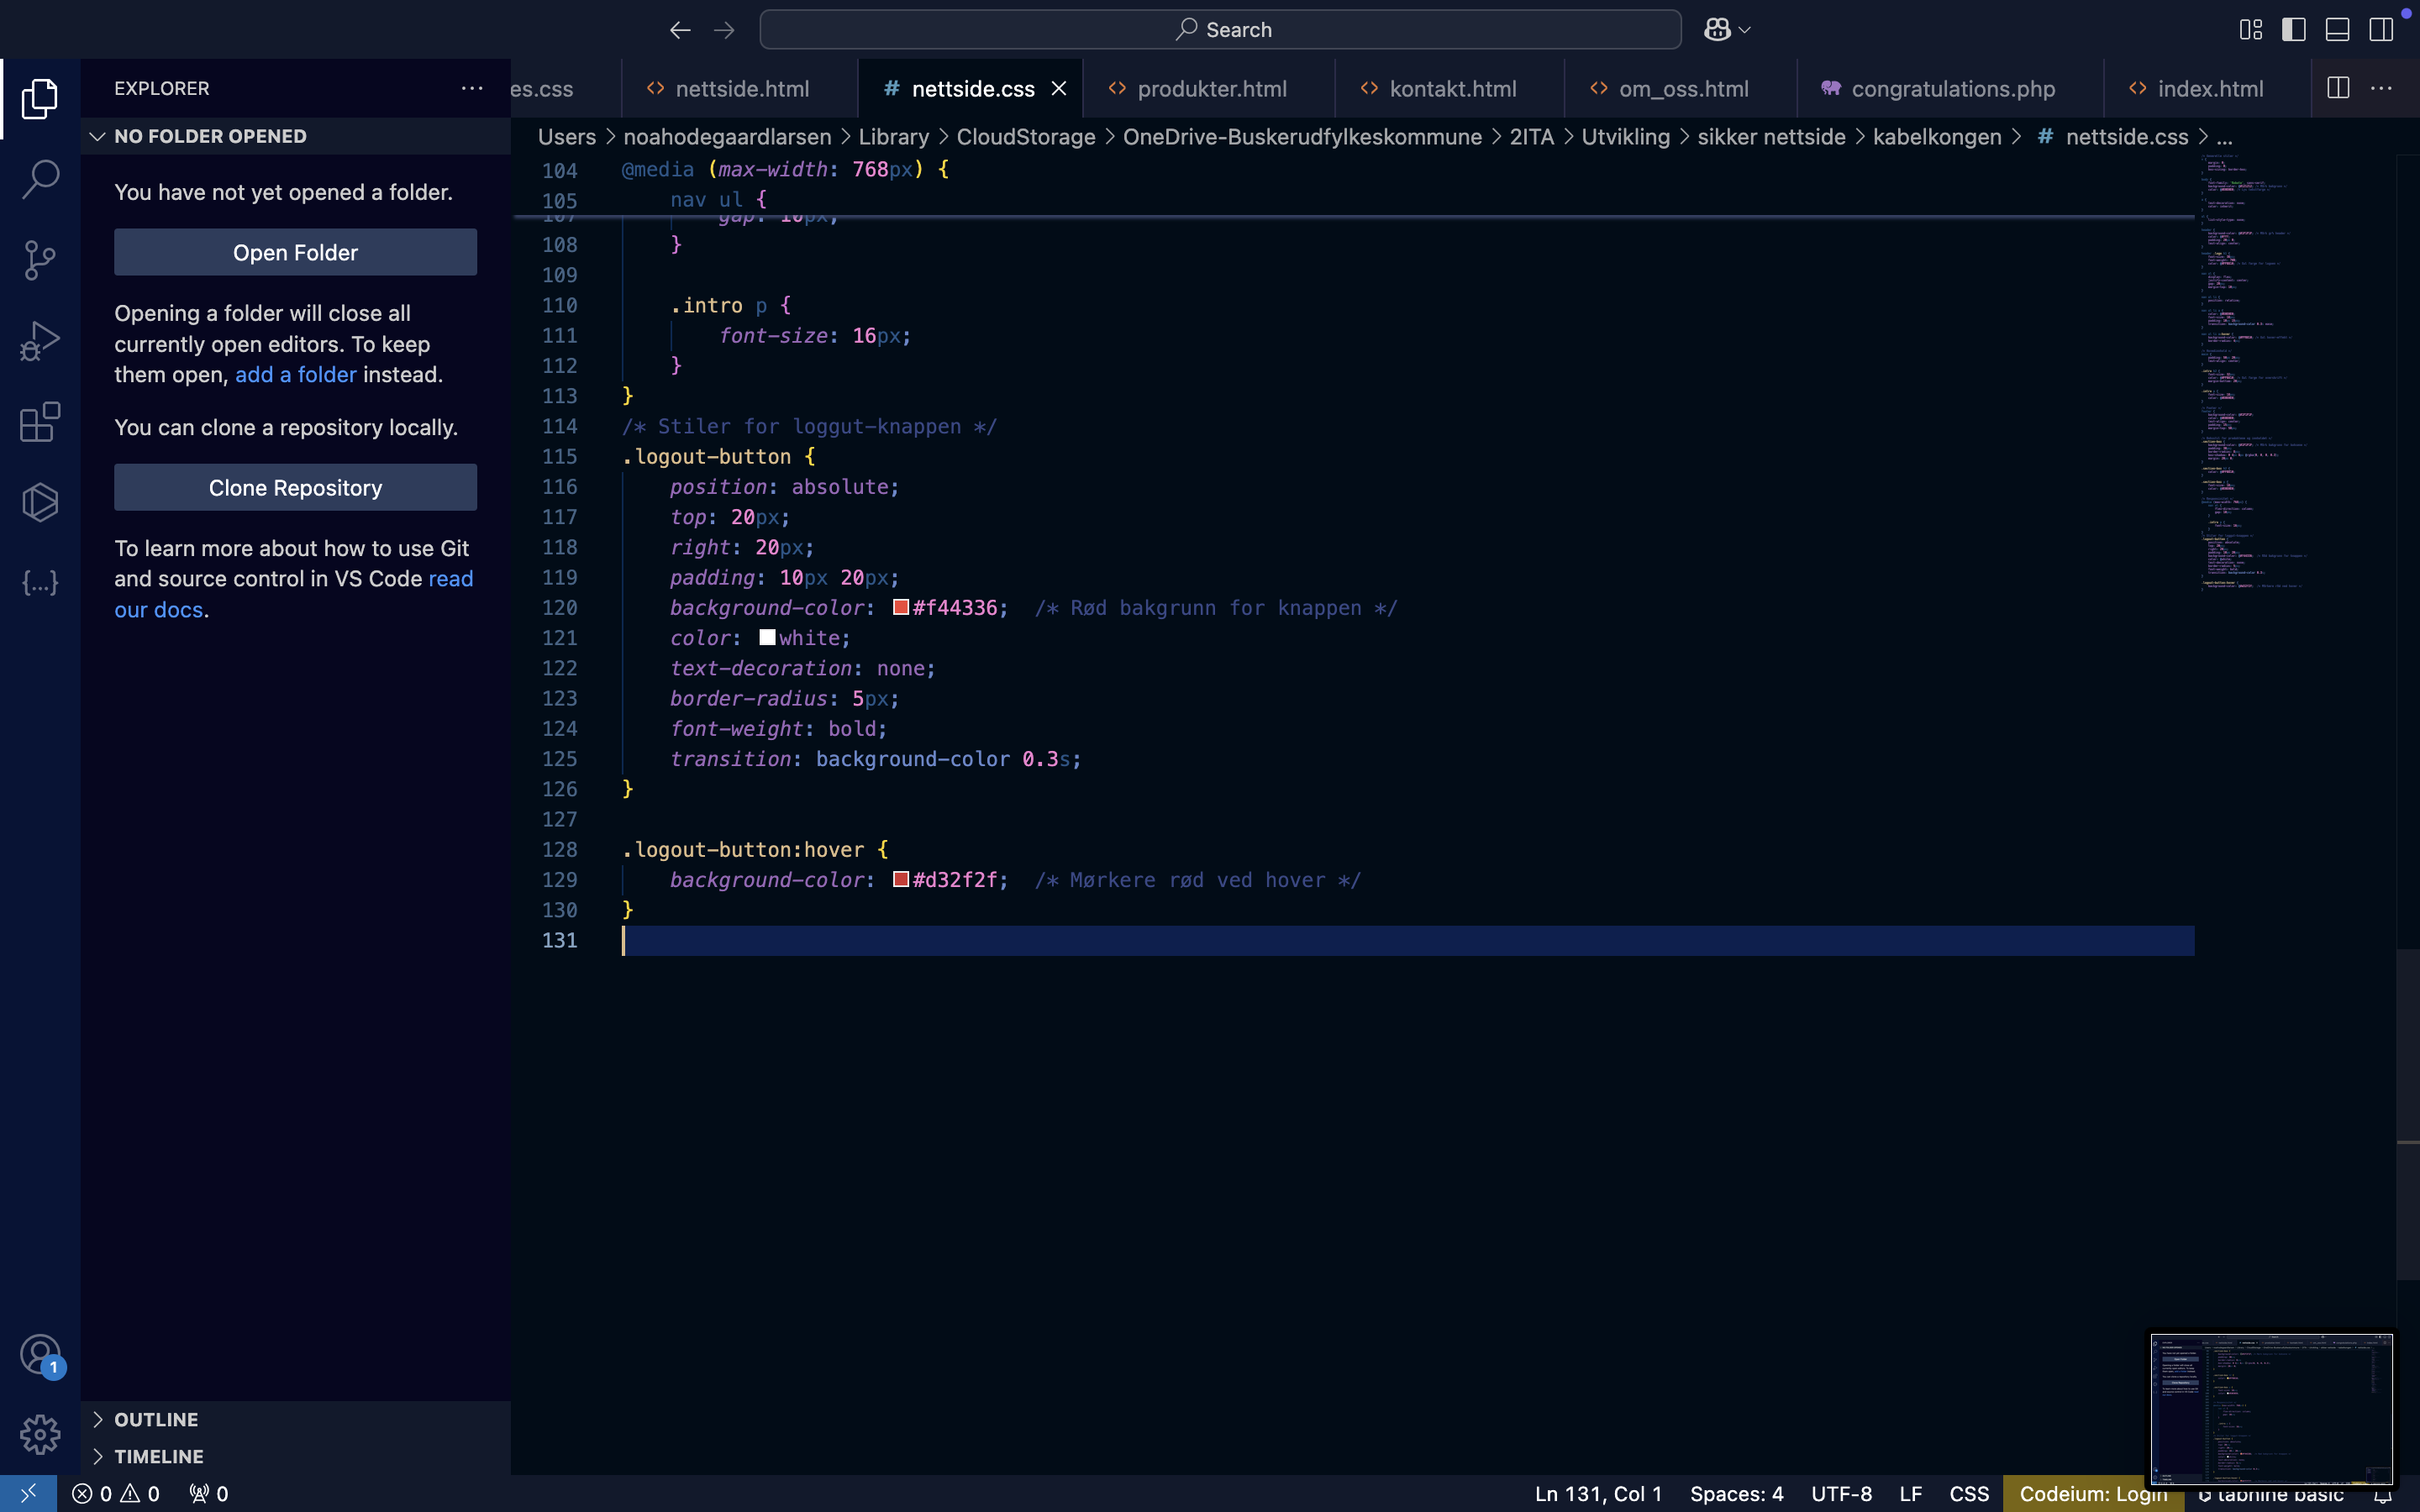 Search
EXPLORER
NO FOLDER OPENED
You have not yet opened a folder.
Open Folder
Opening a folder will close all
currently open editors. To keep
them open, add a folder instead.
You can clone a repository locally.
Clone Repository
To learn more about how to use Git
and source control in VS Code read
our docs.
OUTLINE
TIMELINE
es.css nettside.html nettside.css produkter.html kontakt.html om_oss.html congratulations.php index.html
Users > noahodegaardlarsen > Library > CloudStorage > OneDrive-Buskerudfylkeskommune > 2ITA > Utvikling > sikker nettside > kabelkongen > # nettside.css > ...
104 @media (max-width: 768px) {
105 nav ul {
107 gap: 10px;
108 }
109
110 .intro p {
111 font-size: 16px;
112 }
113 }
114 /* Stiler for loggut-knappen */
115 .logout-button {
116 position: absolute;
117 top: 20px;
118 right: 20px;
119 padding: 10px 20px;
120 background-color: #f44336; /* Rød bakgrunn for knappen */
121 color: white;
122 text-decoration: none;
123 border-radius: 5px;
124 font-weight: bold;
125 transition: background-color 0.3s;
126 }
127
128 .logout-button:hover {
129 background-color: #d32f2f; /* Mørkere rød ved hover */
130 }
131
1
0 0 0 Ln 131, Col 1 Spaces: 4 UTF-8 LF CSS Codeium: Login tabnine basic